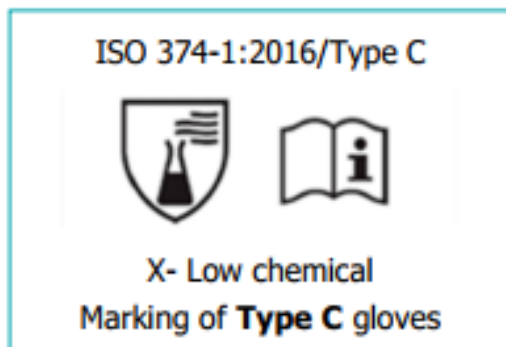 ISO 374-1:2016/Type C
i
X- Low chemical
Marking of Type C gloves